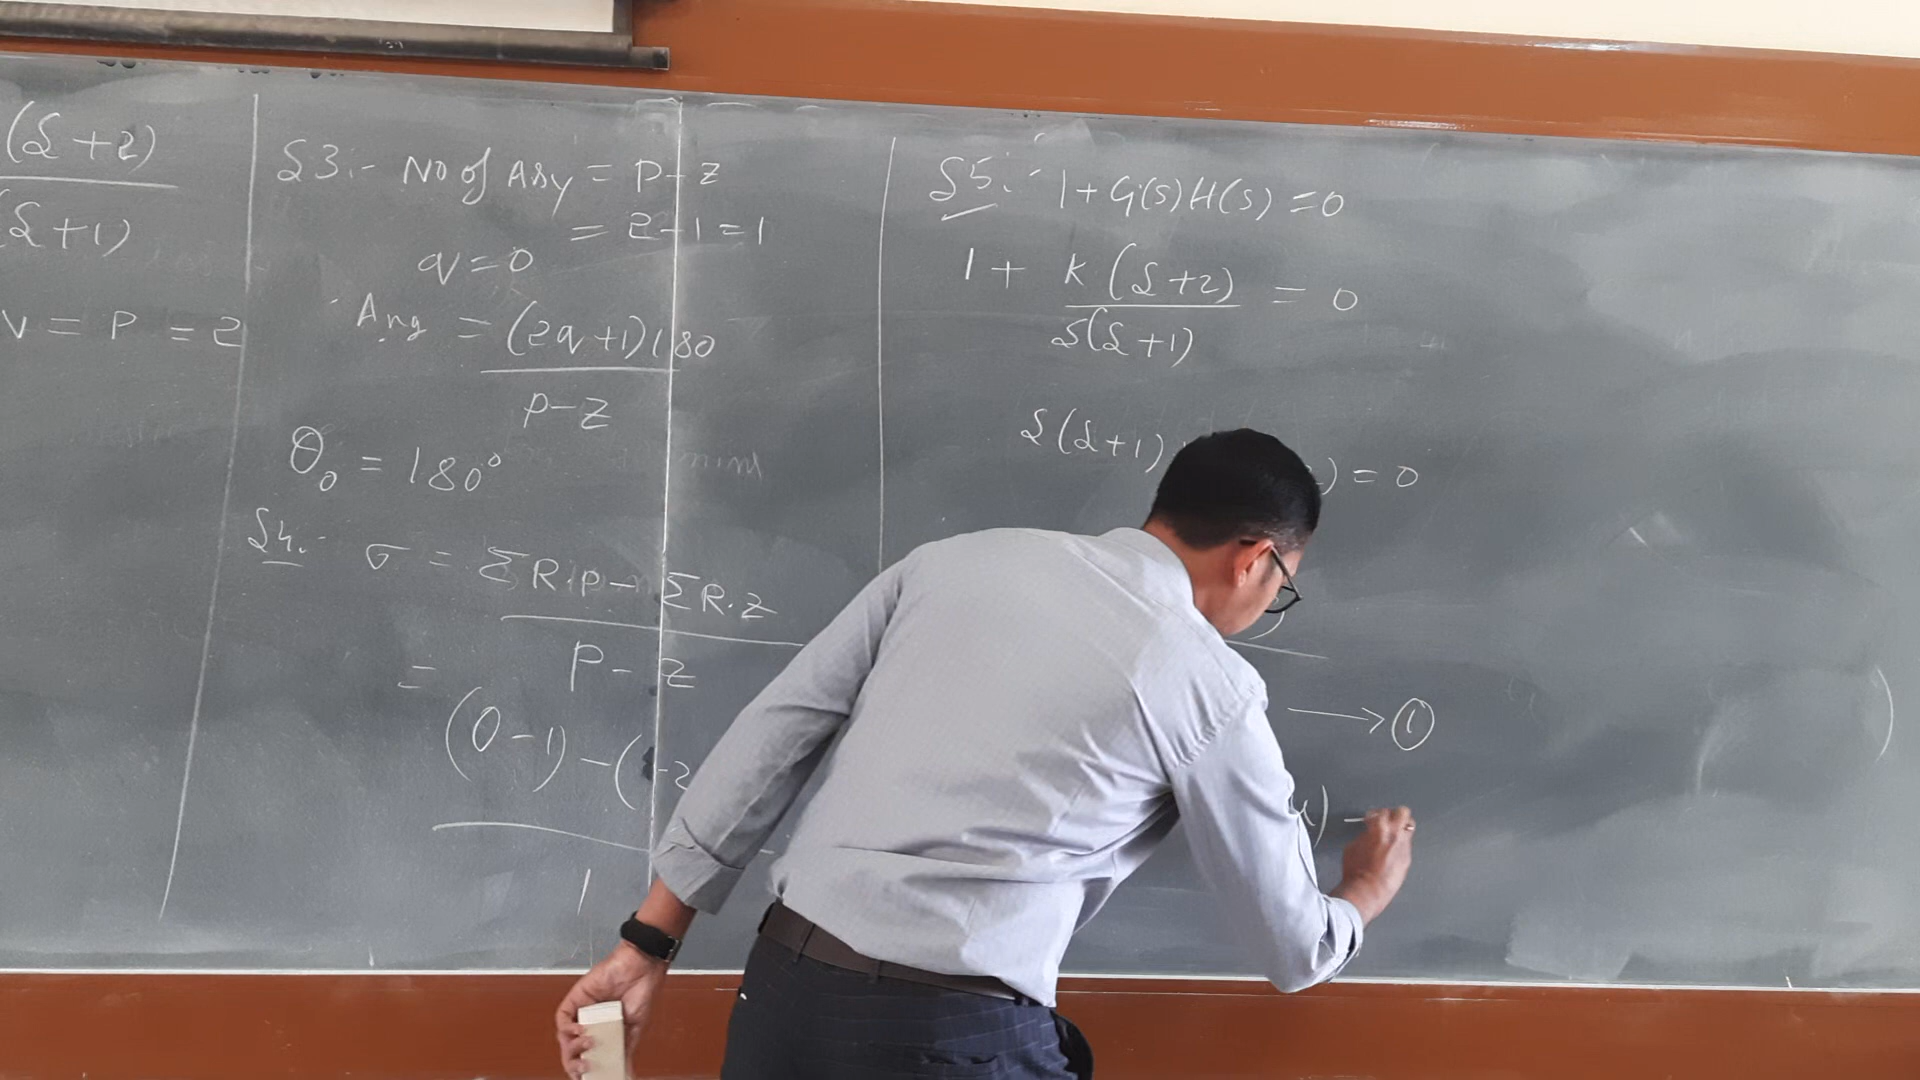 (S+2)
(S+1)
N = P = 2
S3:- No of Asy = P-Z
= 2-1=1
q=0
Ang = (2q+1)180
P-Z
θ₀ = 180°
S4:- σ = ΣR.P - ΣR.Z
P-Z
=
(0-1)-(-2
1
S5:- 1+G(s)H(s)=0
1+ K(S+2) = 0
S(S+1)
S(S+1)
)=0
→①